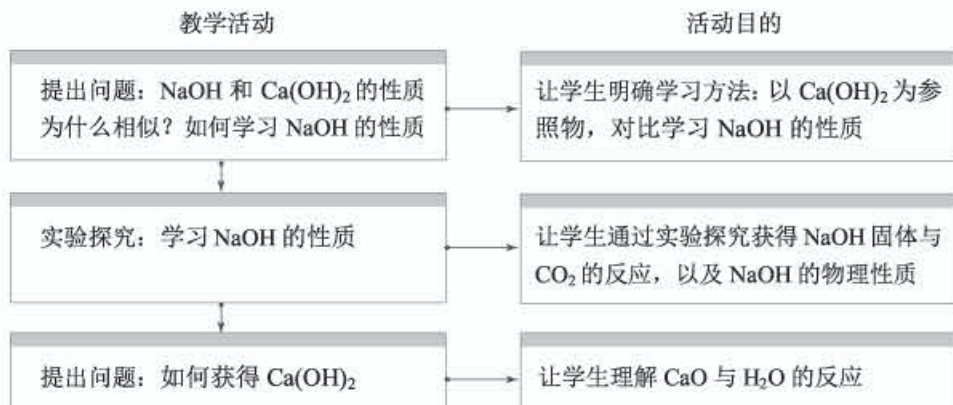 教学活动
活动目的
提出问题：NaOH 和 Ca(OH)₂ 的性质
为什么相似？如何学习 NaOH 的性质
让学生明确学习方法：以 Ca(OH)₂ 为参
照物，对比学习 NaOH 的性质
实验探究：学习 NaOH 的性质
让学生通过实验探究获得 NaOH 固体与
CO₂ 的反应，以及 NaOH 的物理性质
提出问题：如何获得 Ca(OH)₂
让学生理解 CaO 与 H₂O 的反应